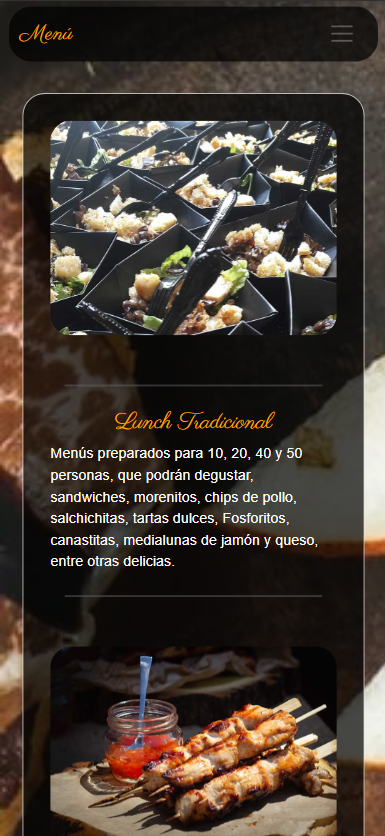 Menú
Lunch Tradicional
Menús preparados para 10, 20, 40 y 50
personas, que podrán degustar,
sandwiches, morenitos, chips de pollo,
salchichitas, tartas dulces, Fosforitos,
canastitas, medialunas de jamón y queso,
entre otras delicias.